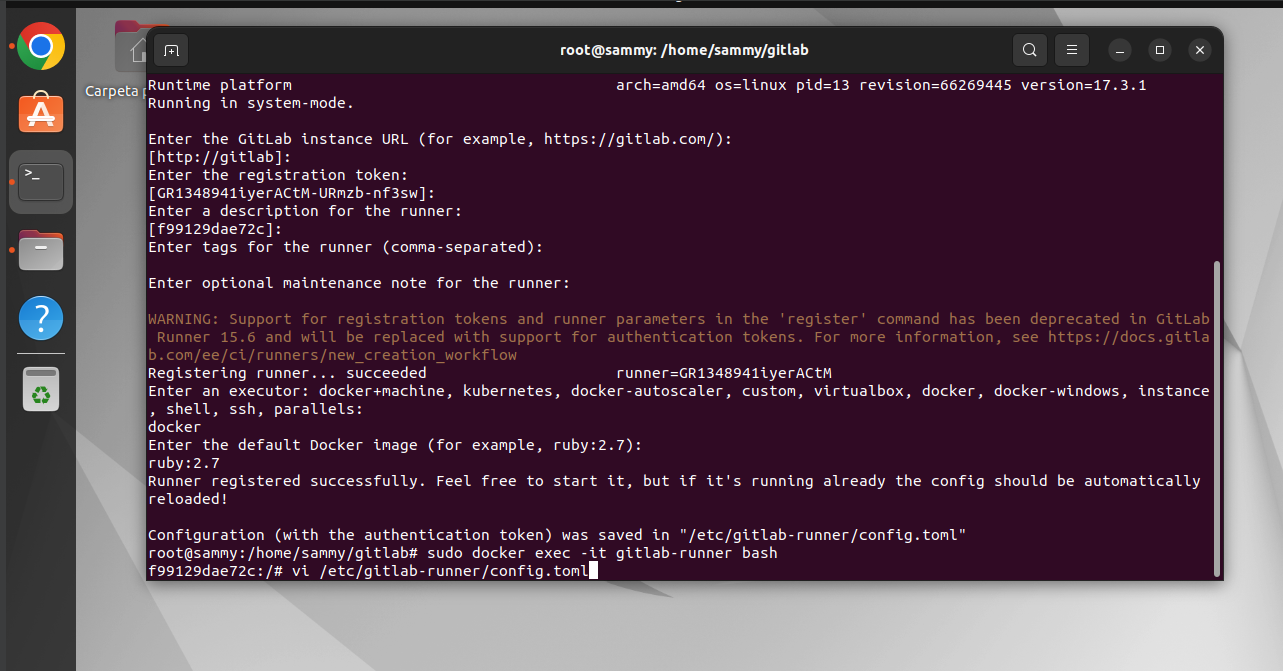 root@sammy: /home/sammy/gitlab
Carpeta
Runtime platform                                    arch=amd64 os=linux pid=13 revision=66269445 version=17.3.1
Running in system-mode.
Enter the GitLab instance URL (for example, https://gitlab.com/):
[http://gitlab]:
Enter the registration token:
[GR1348941iyerACtM-URmzb-nf3sw]:
Enter a description for the runner:
[f99129dae72c]:
Enter tags for the runner (comma-separated):
Enter optional maintenance note for the runner:
WARNING: Support for registration tokens and runner parameters in the 'register' command has been deprecated in GitLab
 Runner 15.6 and will be replaced with support for authentication tokens. For more information, see https://docs.gitla
b.com/ee/ci/runners/new_creation_workflow
Registering runner... succeeded                     runner=GR1348941iyerACtM
Enter an executor: docker+machine, kubernetes, docker-autoscaler, custom, virtualbox, docker, docker-windows, instance
, shell, ssh, parallels:
docker
Enter the default Docker image (for example, ruby:2.7):
ruby:2.7
Runner registered successfully. Feel free to start it, but if it's running already the config should be automatically
reloaded!
Configuration (with the authentication token) was saved in "/etc/gitlab-runner/config.toml"
root@sammy:/home/sammy/gitlab# sudo docker exec -it gitlab-runner bash
f99129dae72c:/# vi /etc/gitlab-runner/config.toml